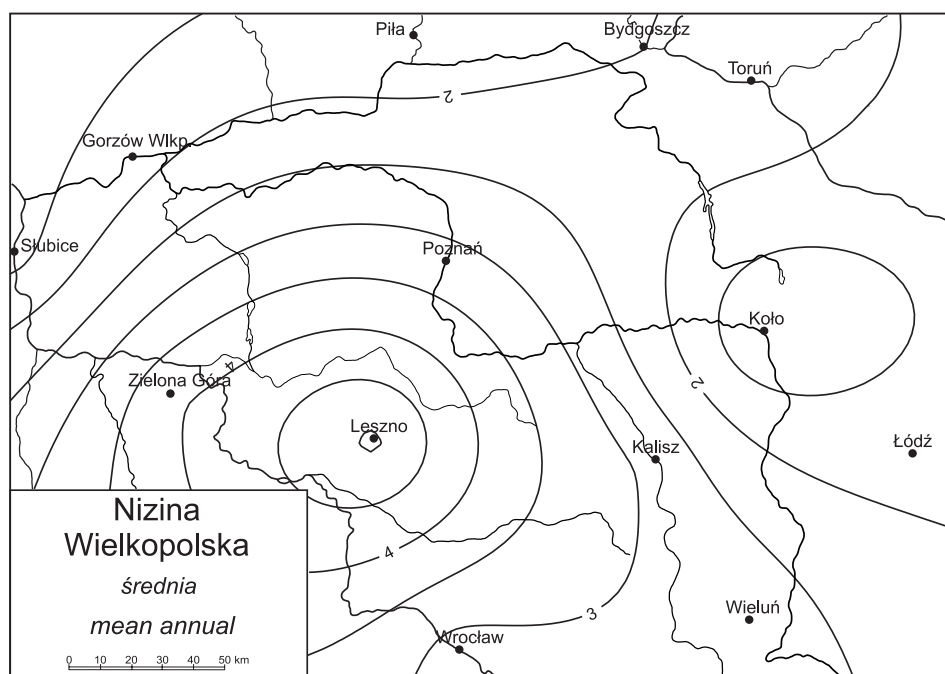 Piła
Bydgoszcz
Toruń
2
Gorzów Wlkp.
Słubice
Poznań
Koło
4
2
Zielona Góra
Leszno
Kalisz
Łódź
4
3
Wieluń
Wrocław
Nizina
Wielkopolska
średnia
mean annual
0 10 20 30 40 50 km